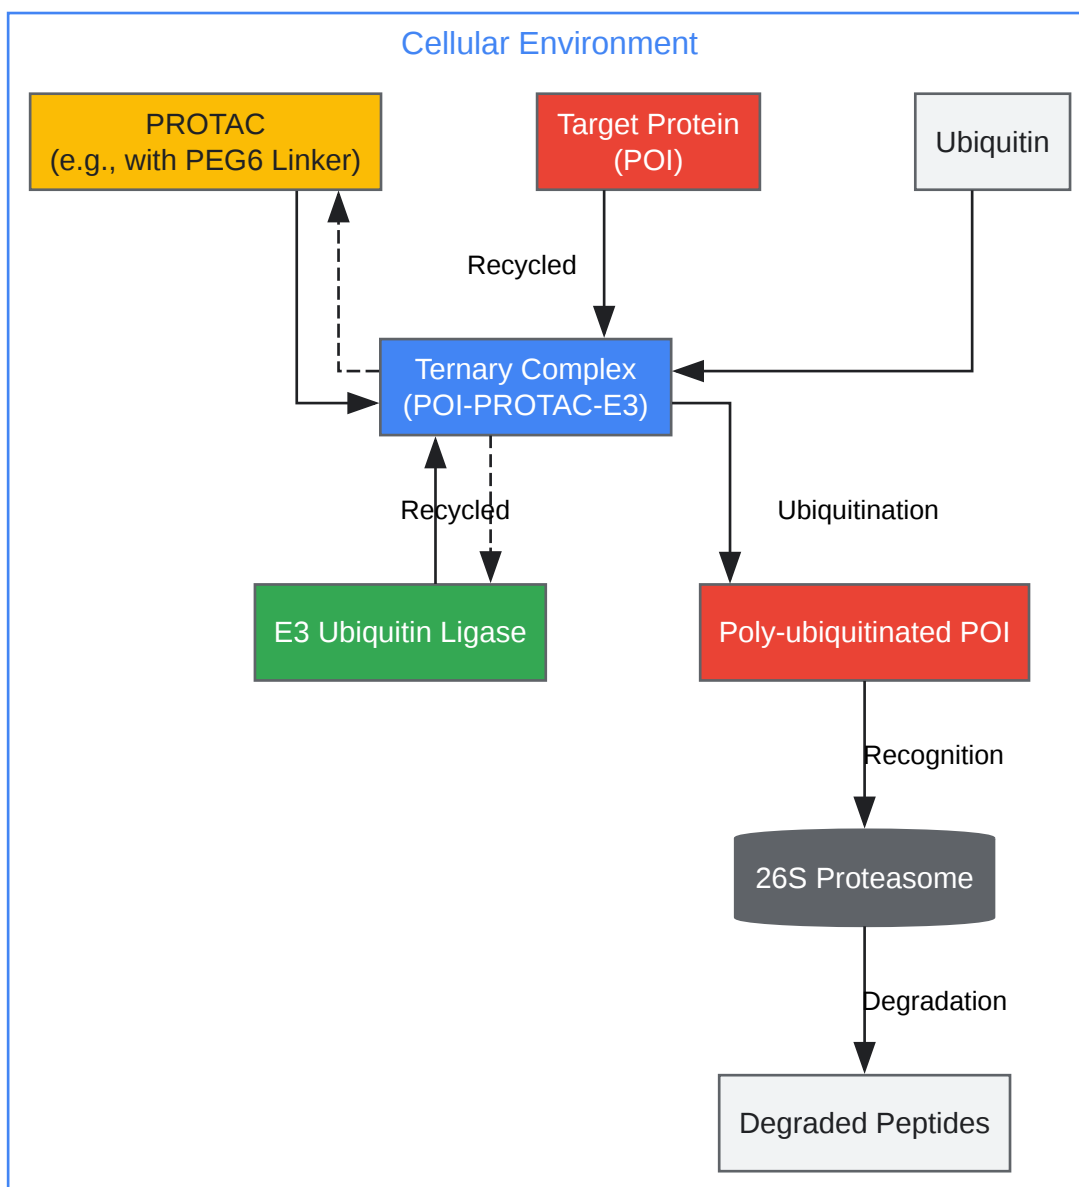 Cellular Environment
PROTAC
(e.g., with PEG6 Linker)
Target Protein
(POI)
Ubiquitin
Recycled
Ternary Complex
(POI-PROTAC-E3)
Recycled
Ubiquitination
E3 Ubiquitin Ligase
Poly-ubiquitinated POI
Recognition
26S Proteasome
Degradation
Degraded Peptides